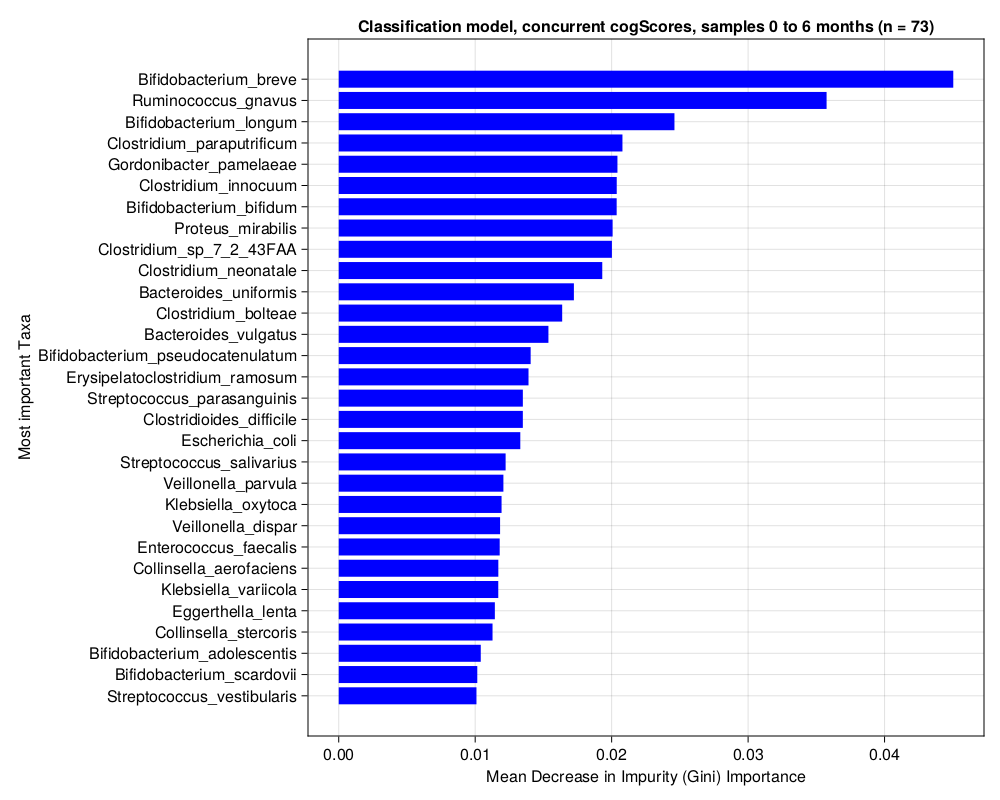 Classification model, concurrent cogScores, samples 0 to 6 months (n = 73)
Most important Taxa
Bifidobacterium_breve
Ruminococcus_gnavus
Bifidobacterium_longum
Clostridium_paraputrificum
Gordonibacter_pamelaeae
Clostridium_innocuum
Bifidobacterium_bifidum
Proteus_mirabilis
Clostridium_sp_7_2_43FAA
Clostridium_neonatale
Bacteroides_uniformis
Clostridium_bolteae
Bacteroides_vulgatus
Bifidobacterium_pseudocatenulatum
Erysipelatoclostridium_ramosum
Streptococcus_parasanguinis
Clostridioides_difficile
Escherichia_coli
Streptococcus_salivarius
Veillonella_parvula
Klebsiella_oxytoca
Veillonella_dispar
Enterococcus_faecalis
Collinsella_aerofaciens
Klebsiella_variicola
Eggerthella_lenta
Collinsella_stercoris
Bifidobacterium_adolescentis
Bifidobacterium_scardovii
Streptococcus_vestibularis
0.00 0.01 0.02 0.03 0.04
Mean Decrease in Impurity (Gini) Importance